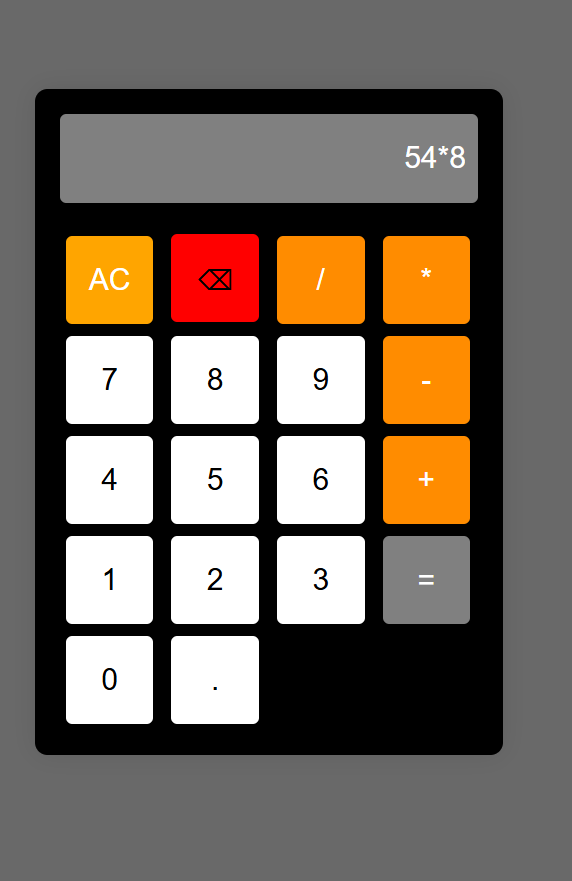 54*8
AC ⌫ / *
7 8 9 -
4 5 6 +
1 2 3 =
0 .